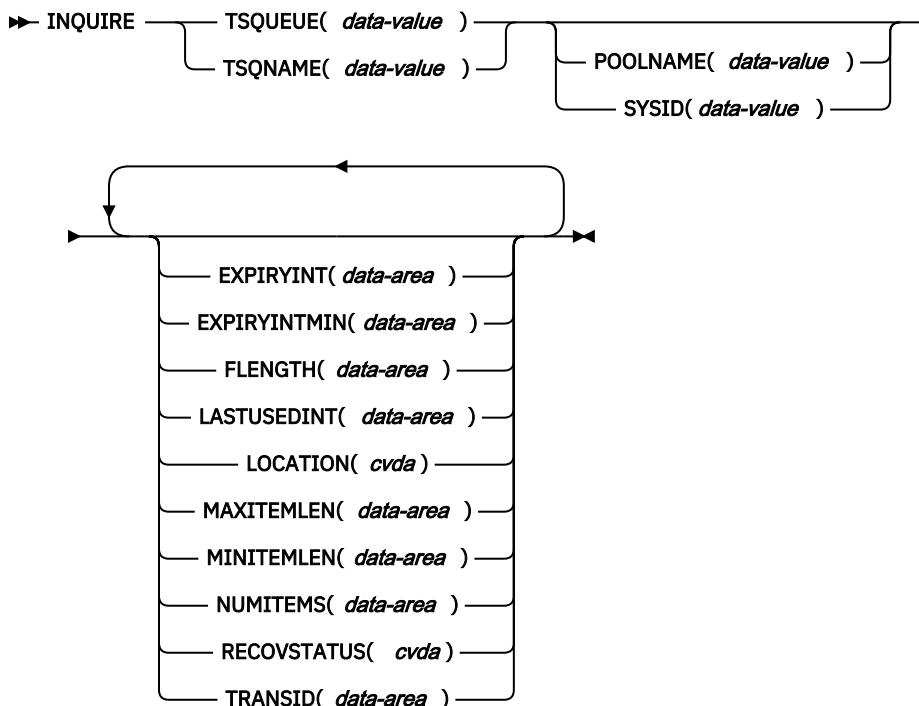 INQUIRE TSQUEUE( data-value )
TSQNAME( data-value )
POOLNAME( data-value )
SYSID( data-value )
EXPIRYINT( data-area )
EXPIRYINTMIN( data-area )
FLENGTH( data-area )
LASTUSEDINT( data-area )
LOCATION( cvda )
MAXITEMLEN( data-area )
MINITEMLEN( data-area )
NUMITEMS( data-area )
RECOVSTATUS( cvda )
TRANSID( data-area )